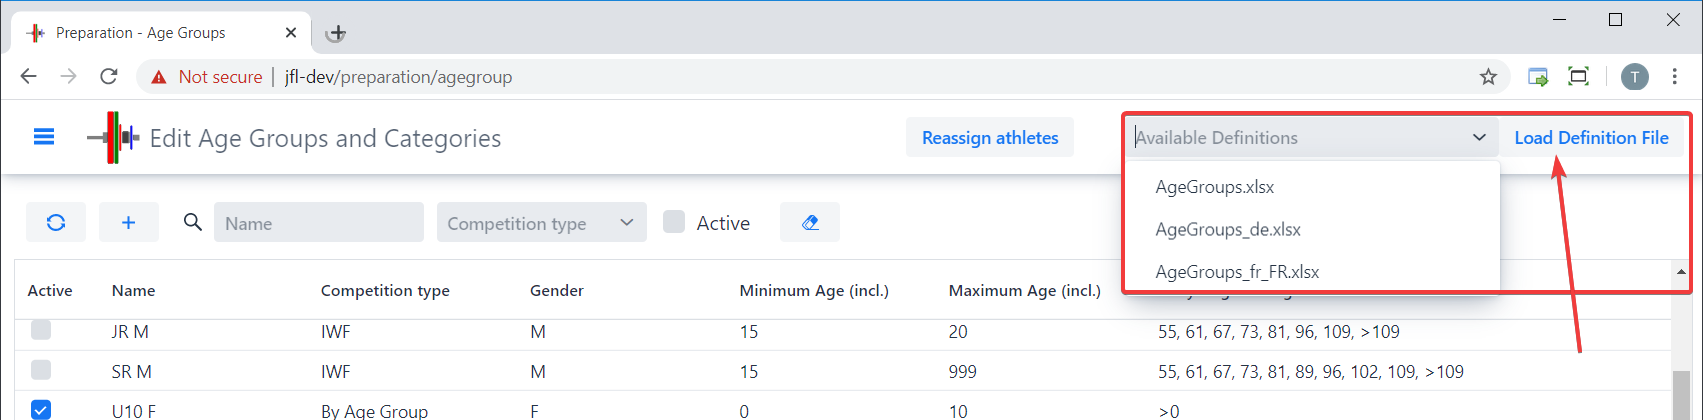 Preparation - Age Groups
Not secure | jfl-dev/preparation/agegroup
T
Edit Age Groups and Categories
Reassign athletes
Available Definitions
Load Definition File
AgeGroups.xlsx
AgeGroups_de.xlsx
AgeGroups_fr_FR.xlsx
Name
Competition type
Active
Active Name Competition type Gender Minimum Age (incl.) Maximum Age (incl.)
JR M IWF M 15 20 55, 61, 67, 73, 81, 96, 109, >109
SR M IWF M 15 999 55, 61, 67, 73, 81, 89, 96, 102, 109, >109
U10 F By Age Group F 0 10 >0